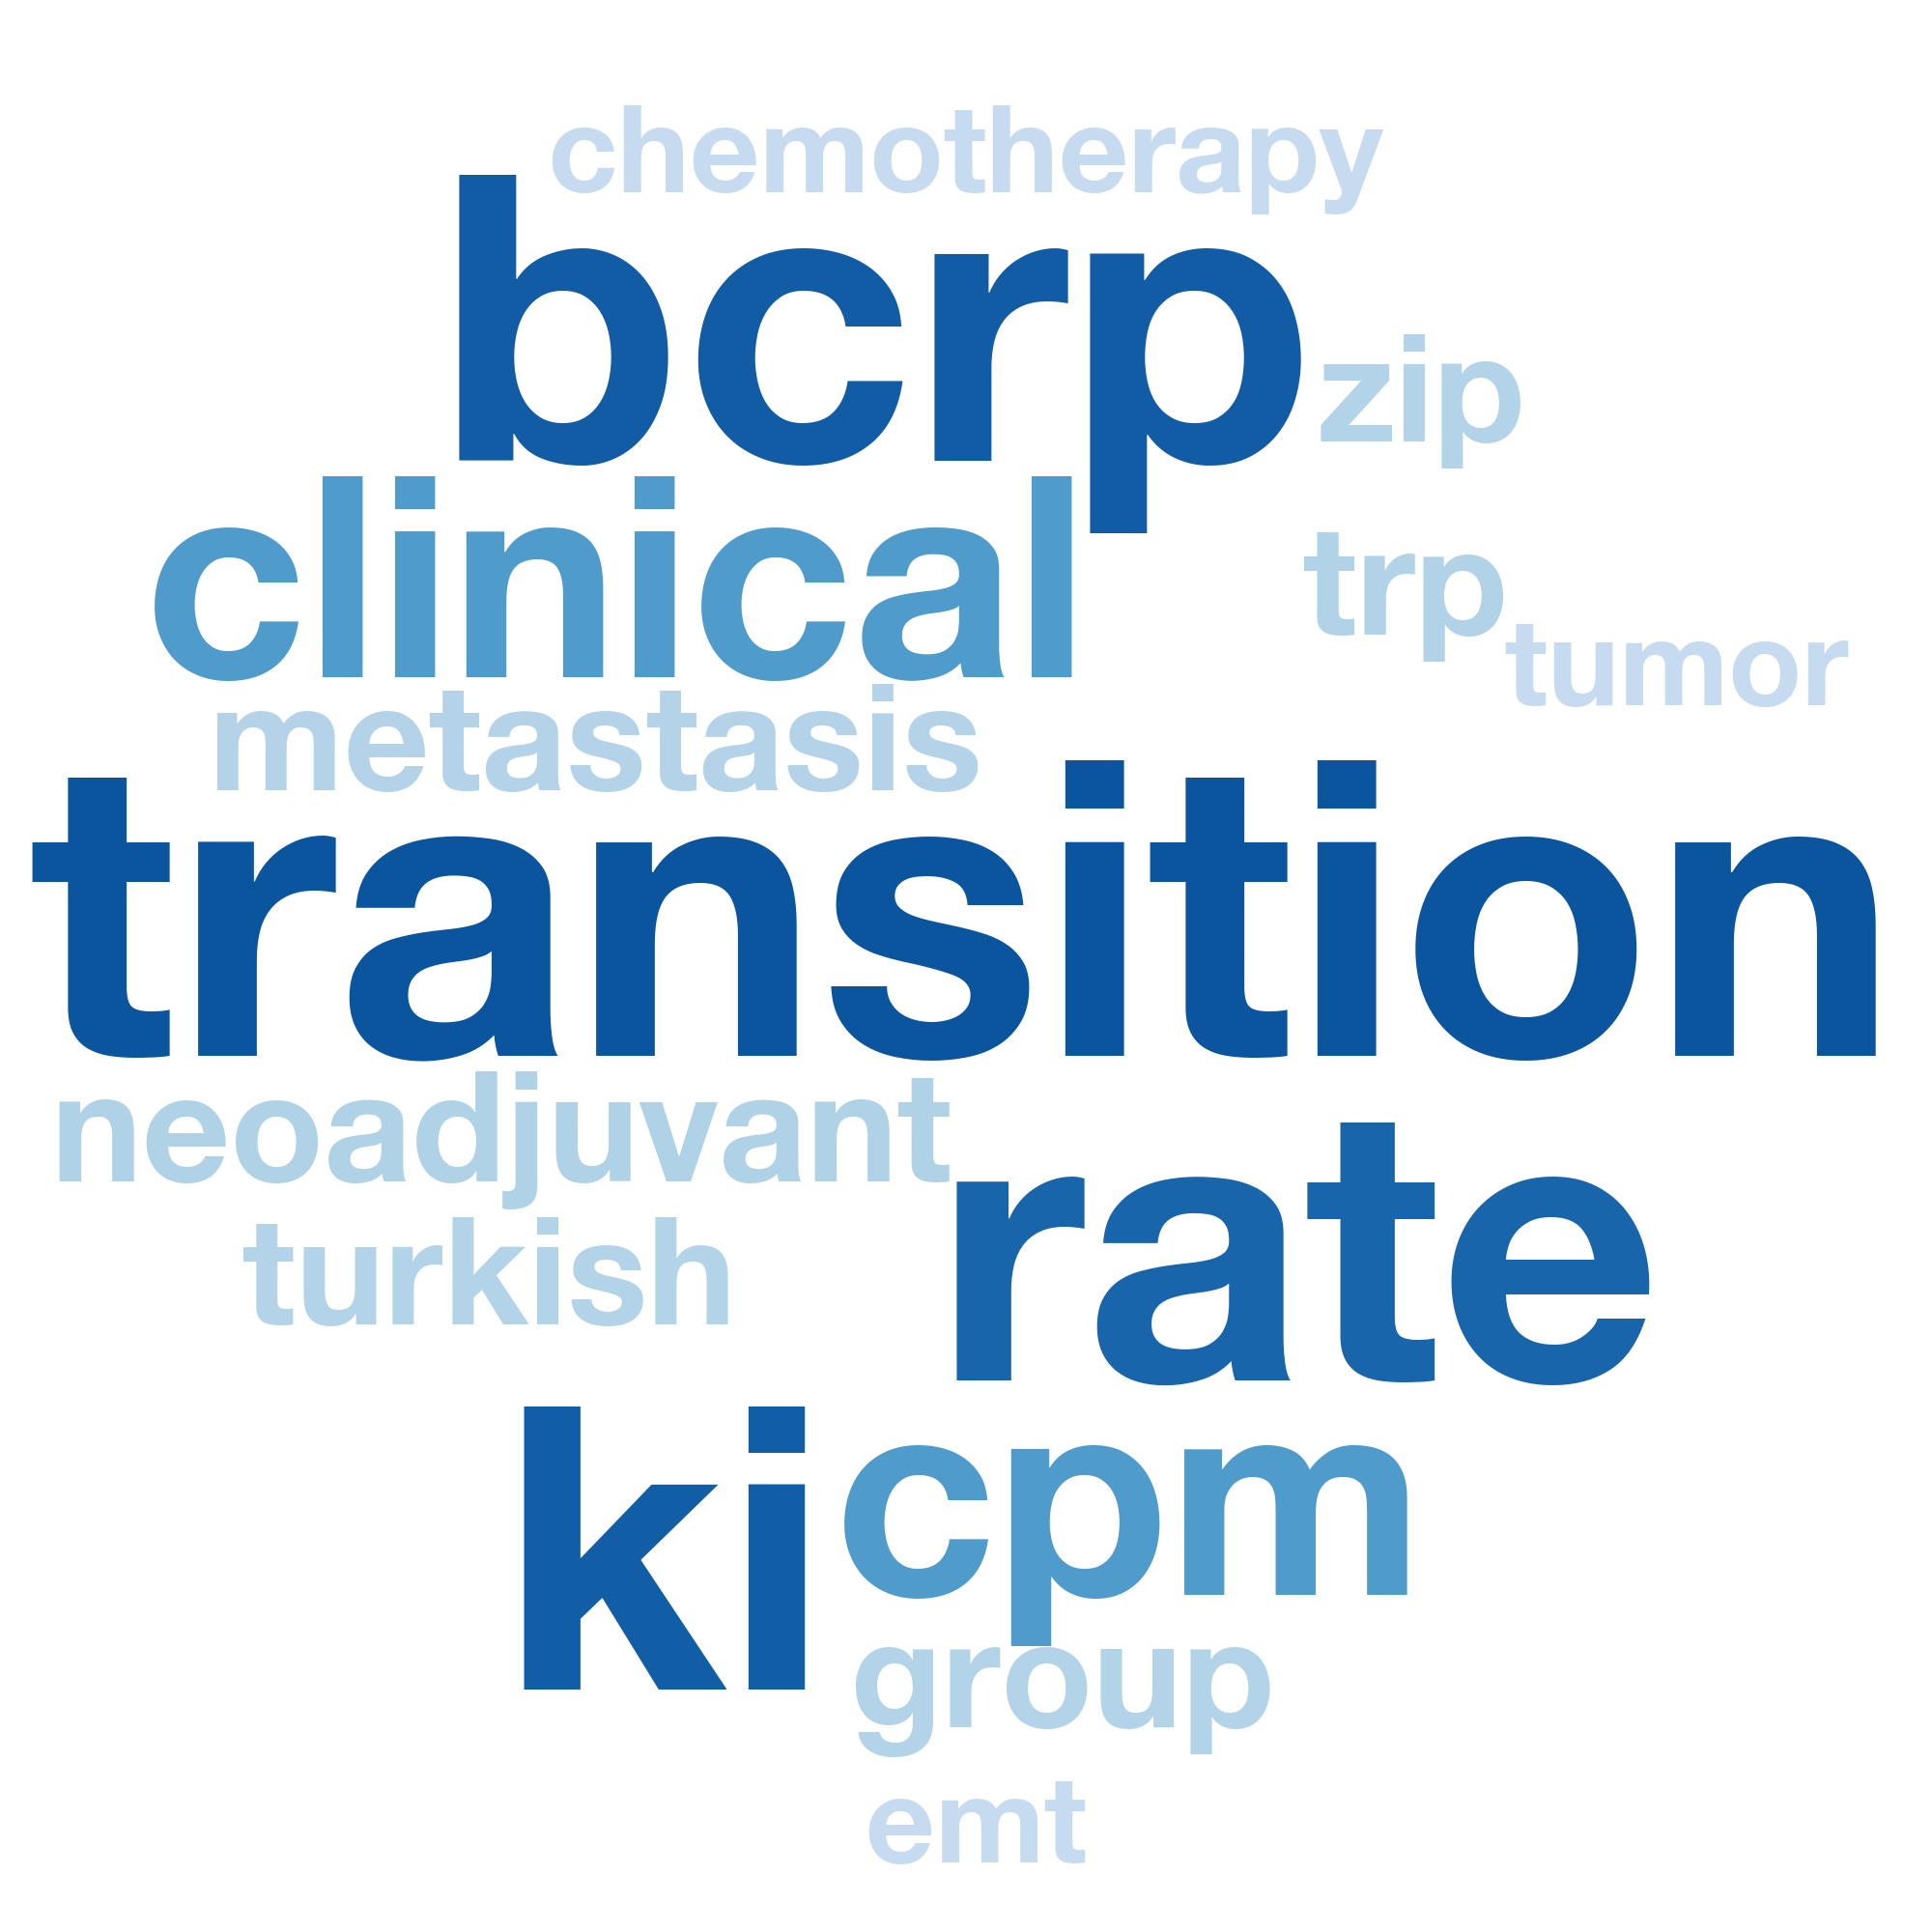 chemotherapy
bcrp
zip
clinical
trp
tumor
metastasis
transition
neoadjuvant
rate
turkish
ki
cpm
group
emt